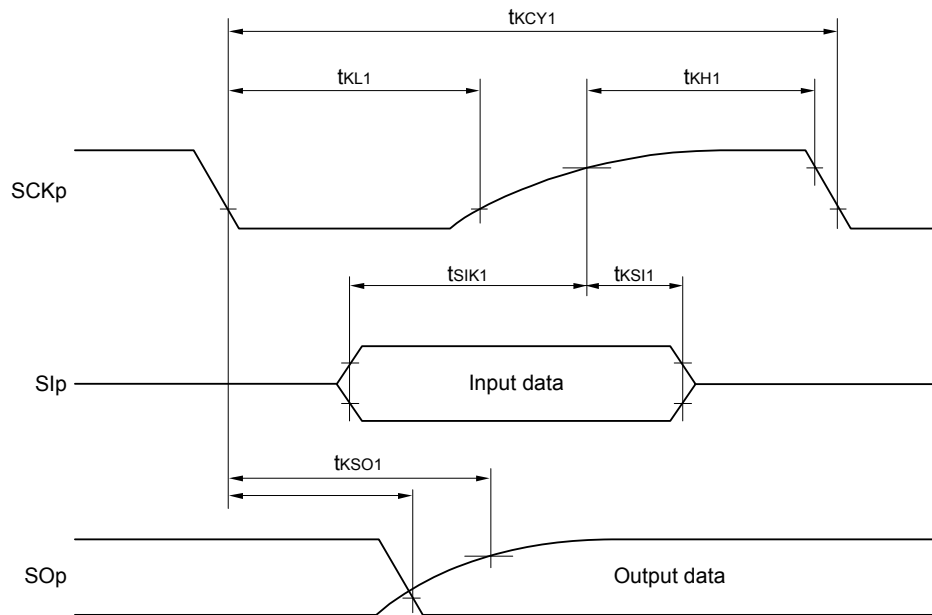 tKCY1
tKL1
tKH1
SCKp
tSIK1
tKSI1
SIp
Input data
tKSO1
SOp
Output data